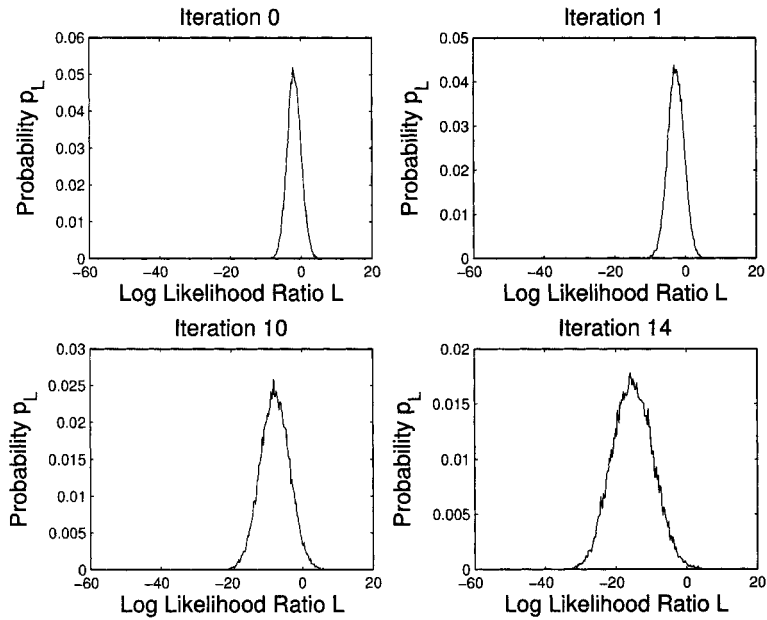 Iteration 0
Probability pL
0.06
0.05
0.04
0.03
0.02
0.01
0
-60 -40 -20 0 20
Log Likelihood Ratio L
Iteration 1
Probability pL
0.05
0.04
0.03
0.02
0.01
0
-60 -40 -20 0 20
Log Likelihood Ratio L
Iteration 10
Probability pL
0.03
0.025
0.02
0.015
0.01
0.005
0
-60 -40 -20 0 20
Log Likelihood Ratio L
Iteration 14
Probability pL
0.02
0.015
0.01
0.005
0
-60 -40 -20 0 20
Log Likelihood Ratio L